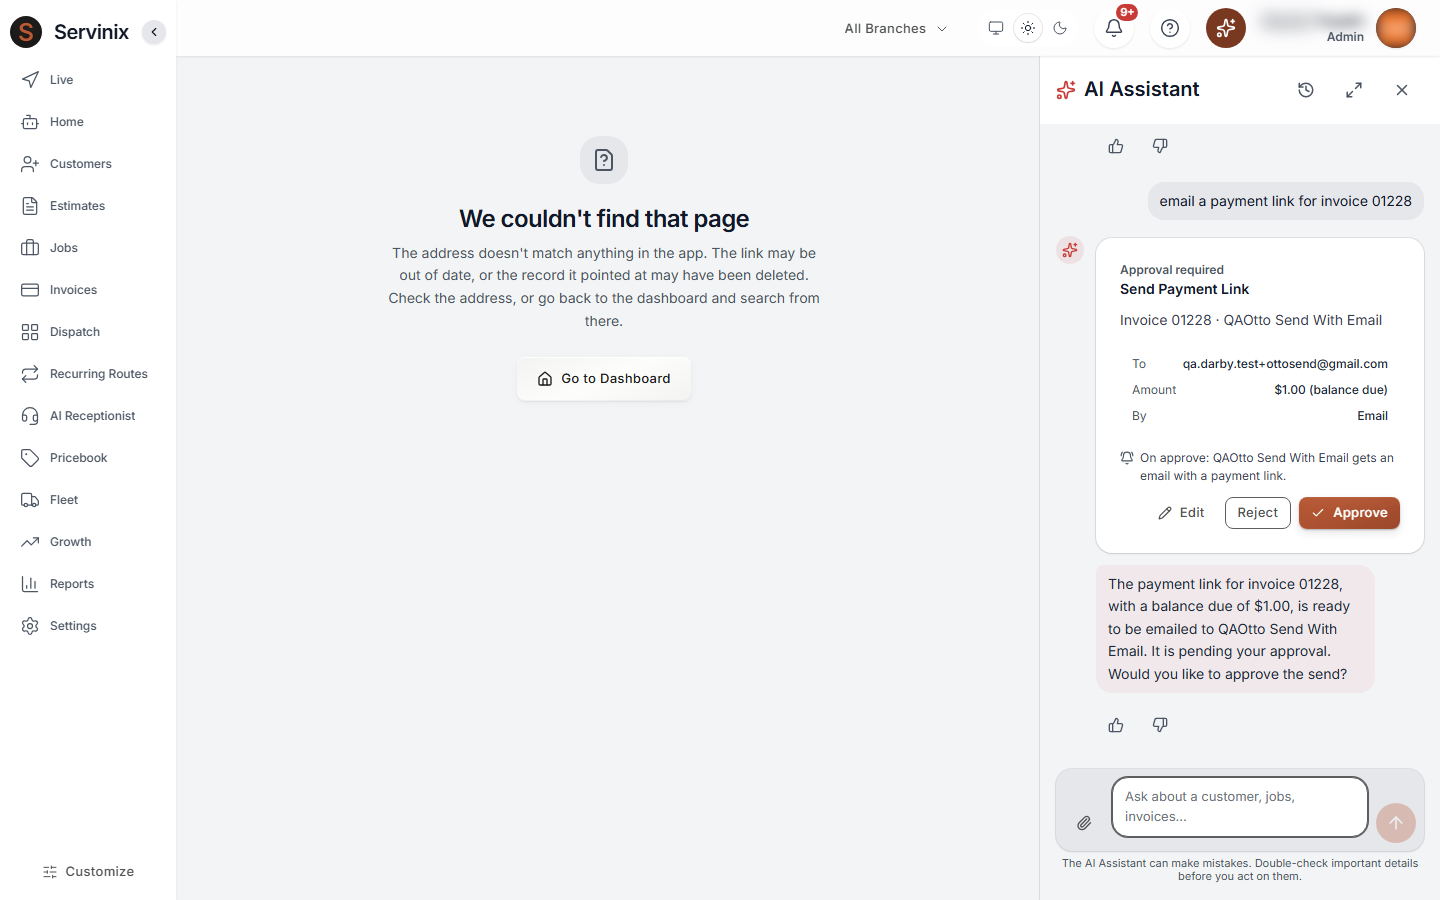 S Servinix
Live
Home
Customers
Estimates
Jobs
Invoices
Dispatch
Recurring Routes
AI Receptionist
Pricebook
Fleet
Growth
Reports
Settings
Customize
All Branches
9+
Admin
We couldn't find that page
The address doesn't match anything in the app. The link may be
out of date, or the record it pointed at may have been deleted.
Check the address, or go back to the dashboard and search from
there.
Go to Dashboard
AI Assistant
email a payment link for invoice 01228
Approval required
Send Payment Link
Invoice 01228 · QAOtto Send With Email
To qa.darby.test+ottosend@gmail.com
Amount $1.00 (balance due)
By Email
On approve: QAOtto Send With Email gets an
email with a payment link.
Edit Reject Approve
The payment link for invoice 01228,
with a balance due of $1.00, is ready
to be emailed to QAOtto Send With
Email. It is pending your approval.
Would you like to approve the send?
Ask about a customer, jobs,
invoices...
The AI Assistant can make mistakes. Double-check important details
before you act on them.